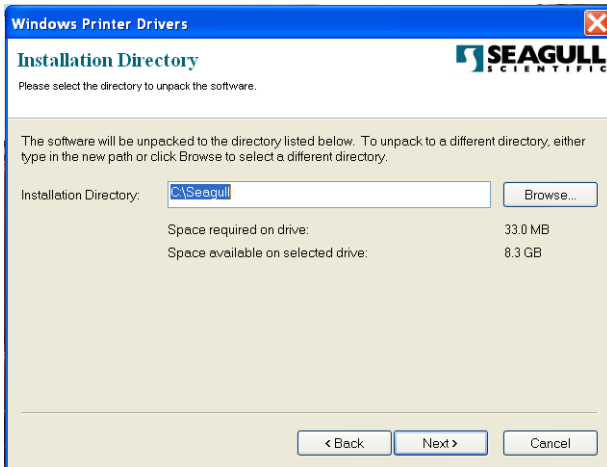 Windows Printer Drivers
Installation Directory
SEAGULL
SCIENTIFIC
Please select the directory to unpack the software.
The software will be unpacked to the directory listed below. To unpack to a different directory, either
type in the new path or click Browse to select a different directory.
Installation Directory: C:\Seagull Browse...
Space required on drive: 33.0 MB
Space available on selected drive: 8.3 GB
< Back Next > Cancel